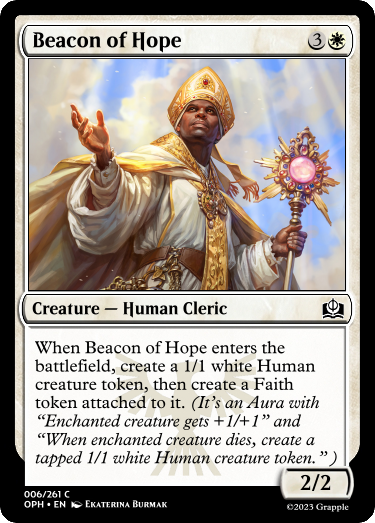 Beacon of Hope 3
Creature — Human Cleric
When Beacon of Hope enters the
battlefield, create a 1/1 white Human
creature token, then create a Faith
token attached to it. (It's an Aura with
“Enchanted creature gets +1/+1” and
“When enchanted creature dies, create a
tapped 1/1 white Human creature token.”)
2/2
006/261 C
OPH • EN Ekaterina Burmak
©2023 Grapple